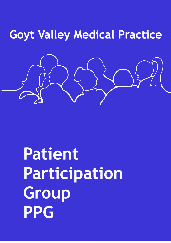 Goyt Valley Medical Practice
Patient
Participation
Group
PPG